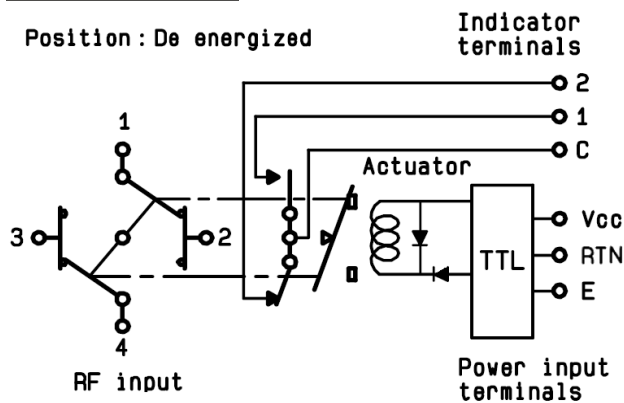 Position : De energized
Indicator
terminals
2
1
C
1
Actuator
3
2
Vcc
TTL
RTN
E
4
RF input
Power input
terminals